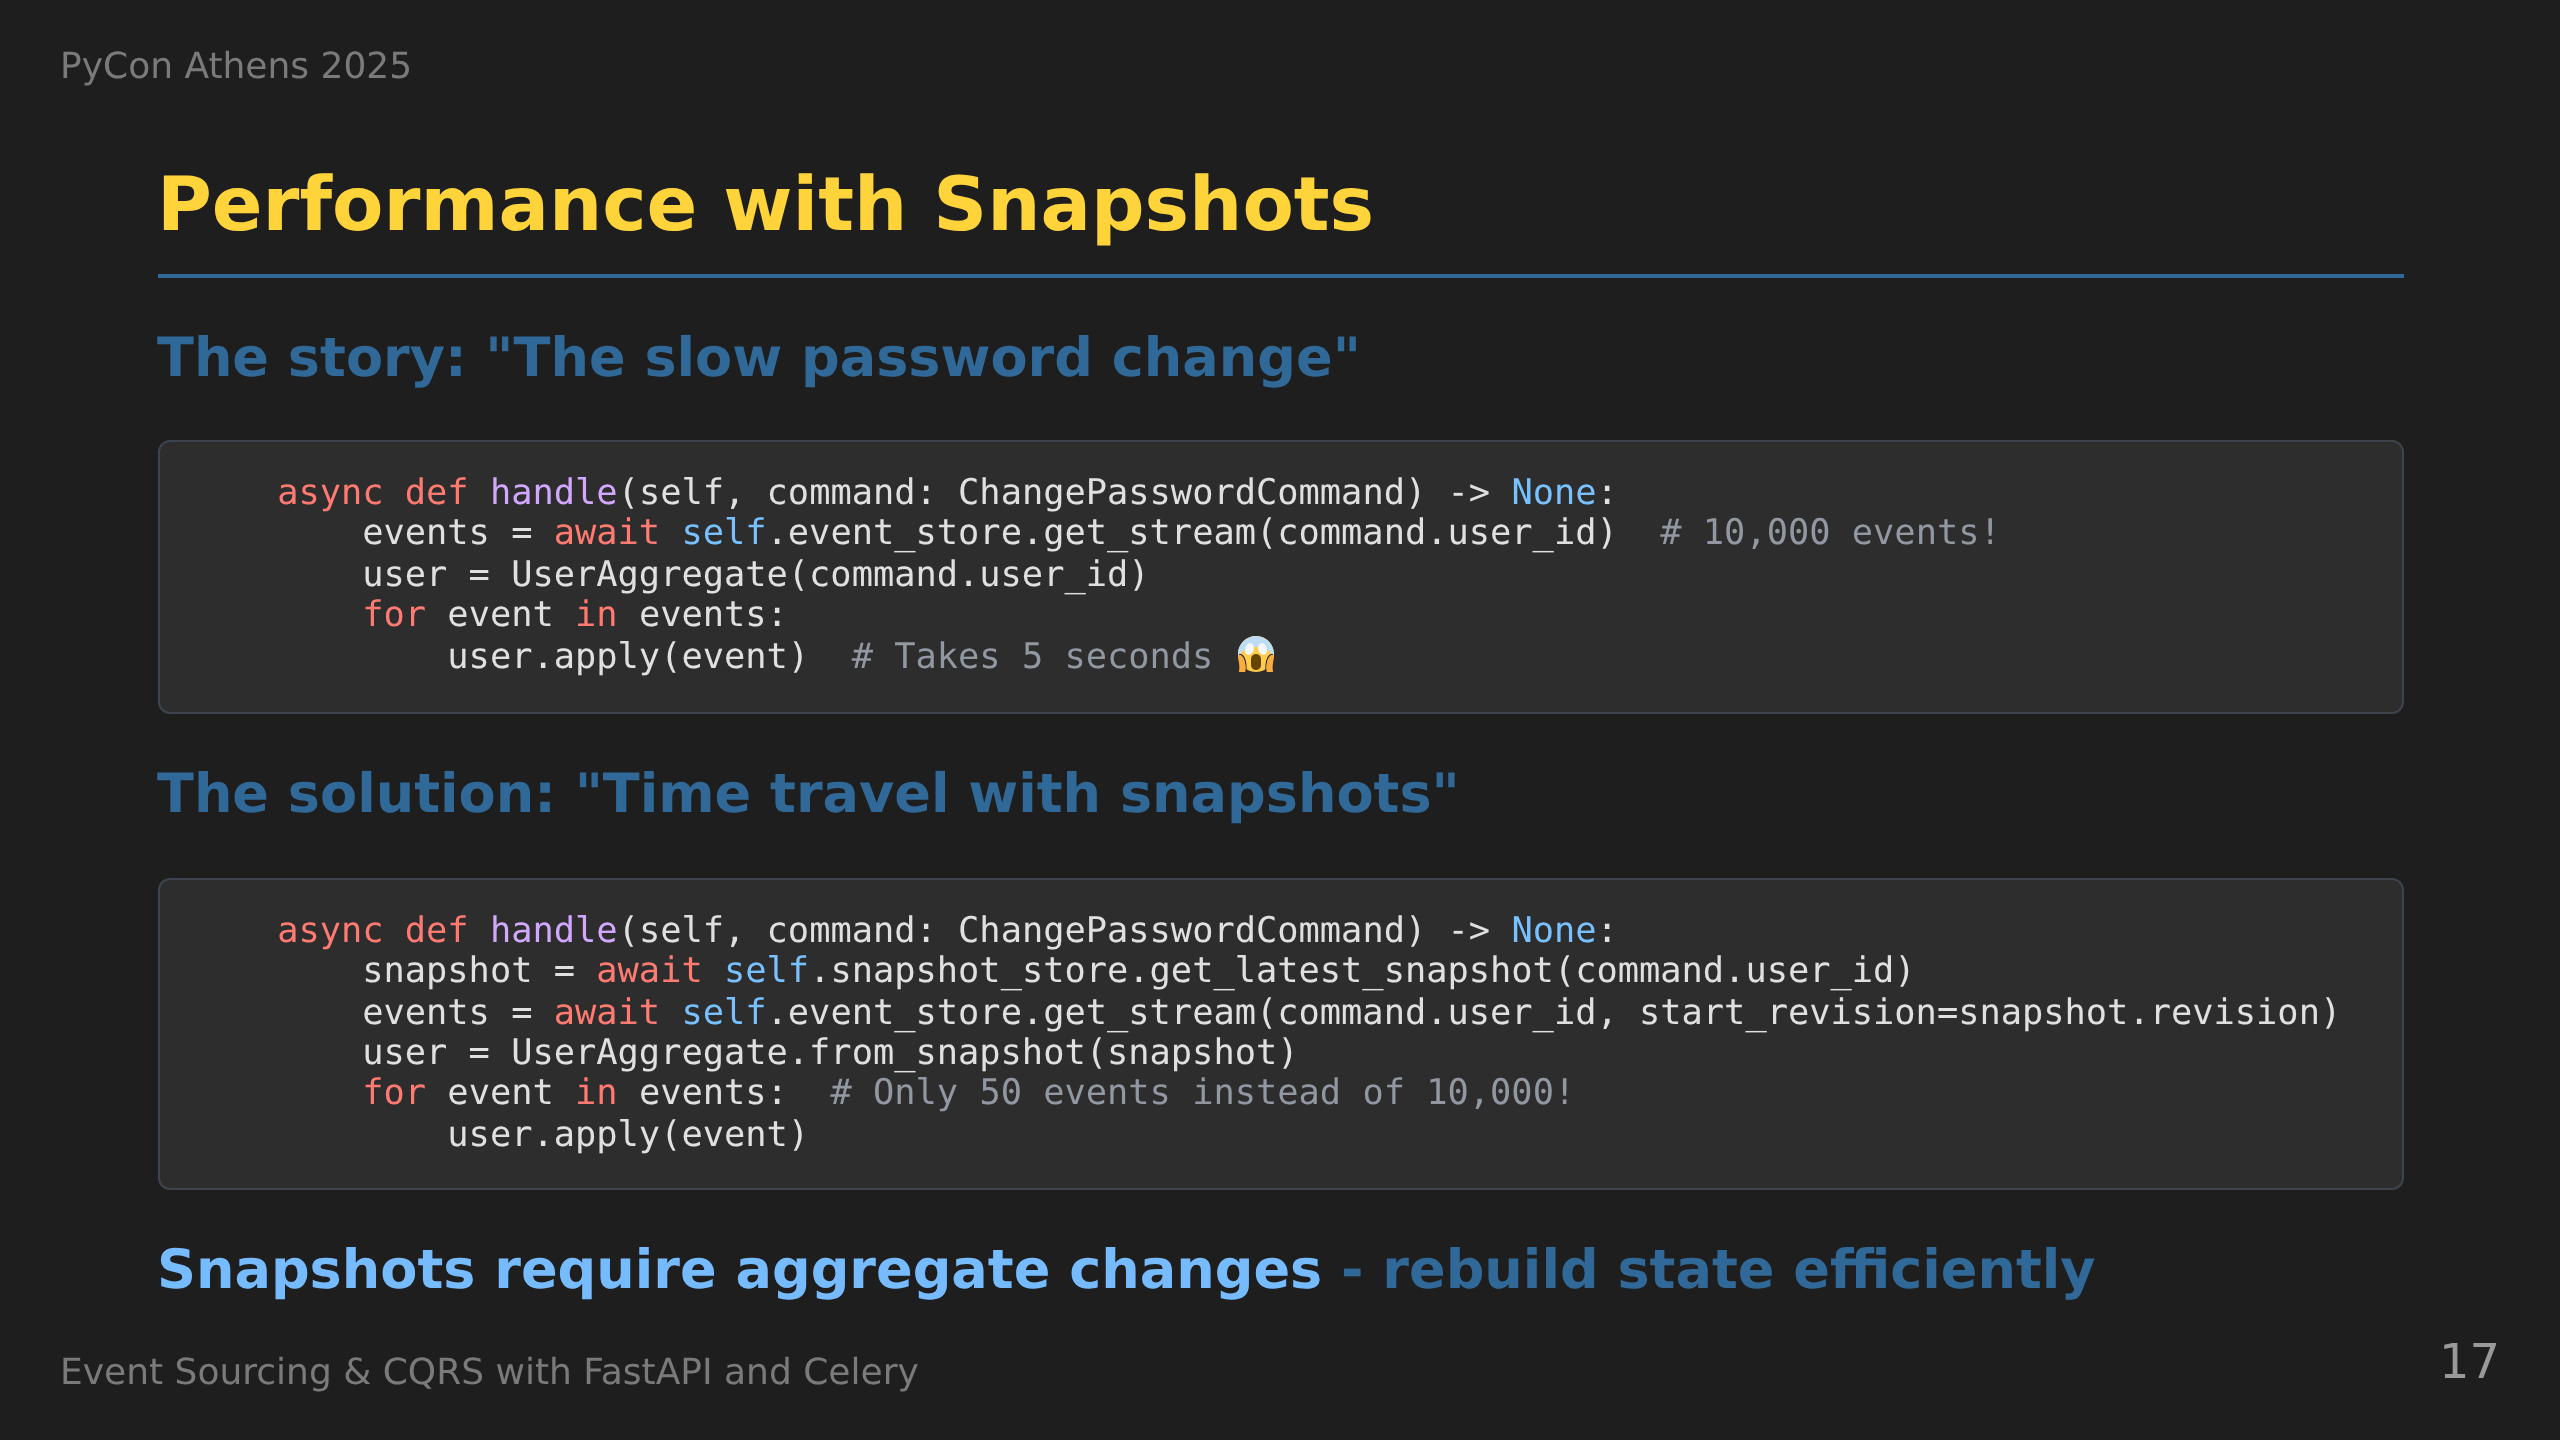 PyCon Athens 2025
Performance with Snapshots
The story: "The slow password change"
async def handle(self, command: ChangePasswordCommand) -> None:
    events = await self.event_store.get_stream(command.user_id)  # 10,000 events!
    user = UserAggregate(command.user_id)
    for event in events:
        user.apply(event)  # Takes 5 seconds 😱
The solution: "Time travel with snapshots"
async def handle(self, command: ChangePasswordCommand) -> None:
    snapshot = await self.snapshot_store.get_latest_snapshot(command.user_id)
    events = await self.event_store.get_stream(command.user_id, start_revision=snapshot.revision)
    user = UserAggregate.from_snapshot(snapshot)
    for event in events:  # Only 50 events instead of 10,000!
        user.apply(event)
Snapshots require aggregate changes - rebuild state efficiently
Event Sourcing & CQRS with FastAPI and Celery
17